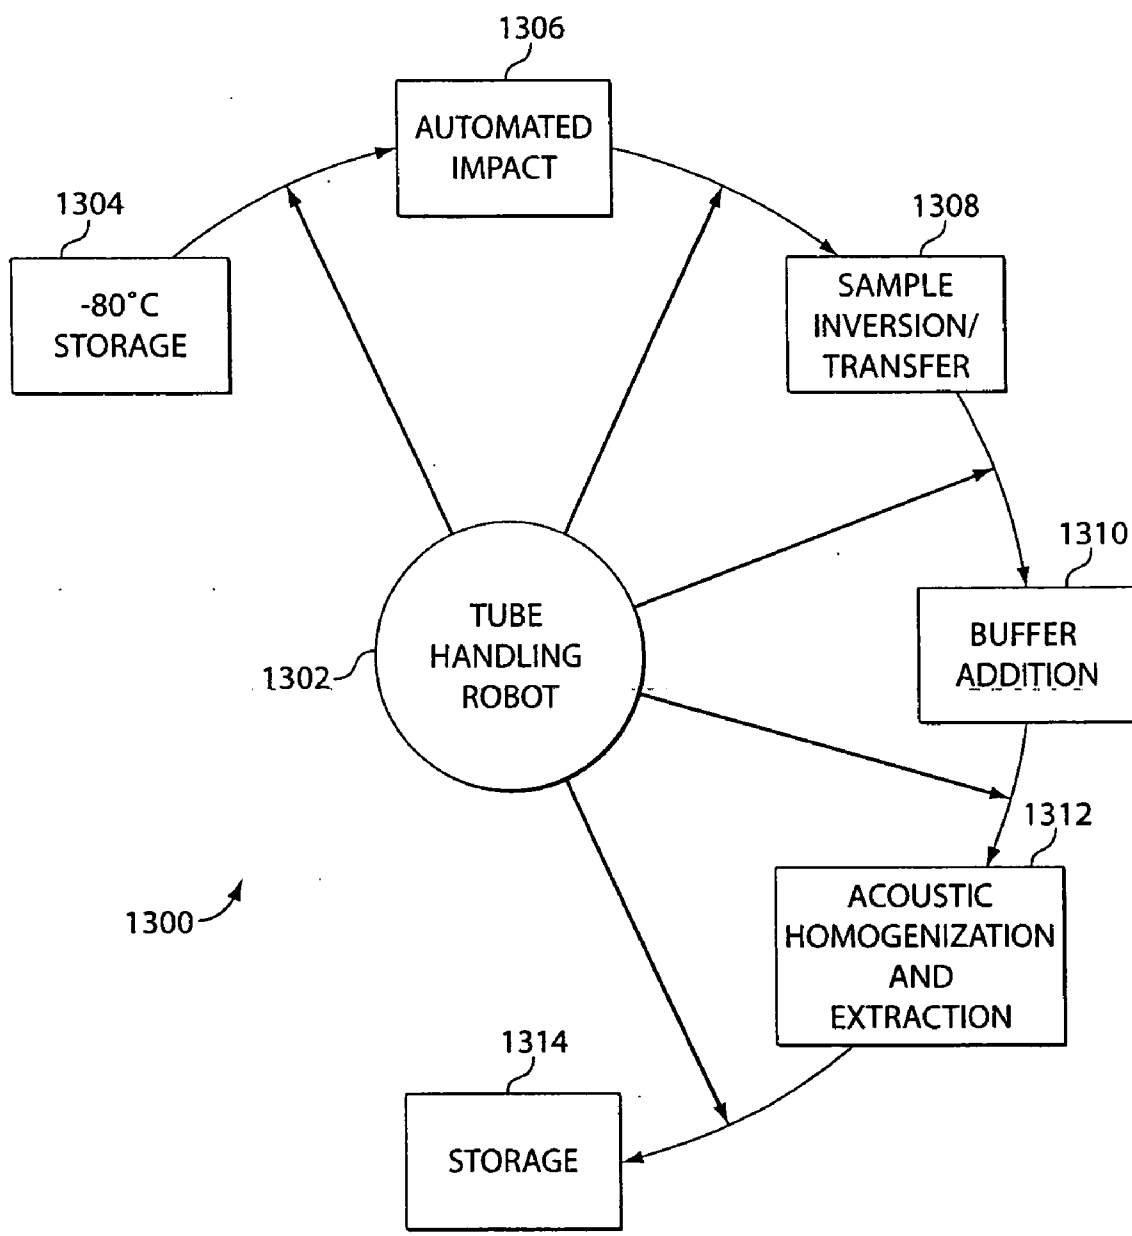 1306
AUTOMATED
IMPACT
1304
-80°C
STORAGE
1308
SAMPLE
INVERSION/
TRANSFER
1310
BUFFER
ADDITION
1302
TUBE
HANDLING
ROBOT
1312
ACOUSTIC
HOMOGENIZATION
AND
EXTRACTION
1300
1314
STORAGE